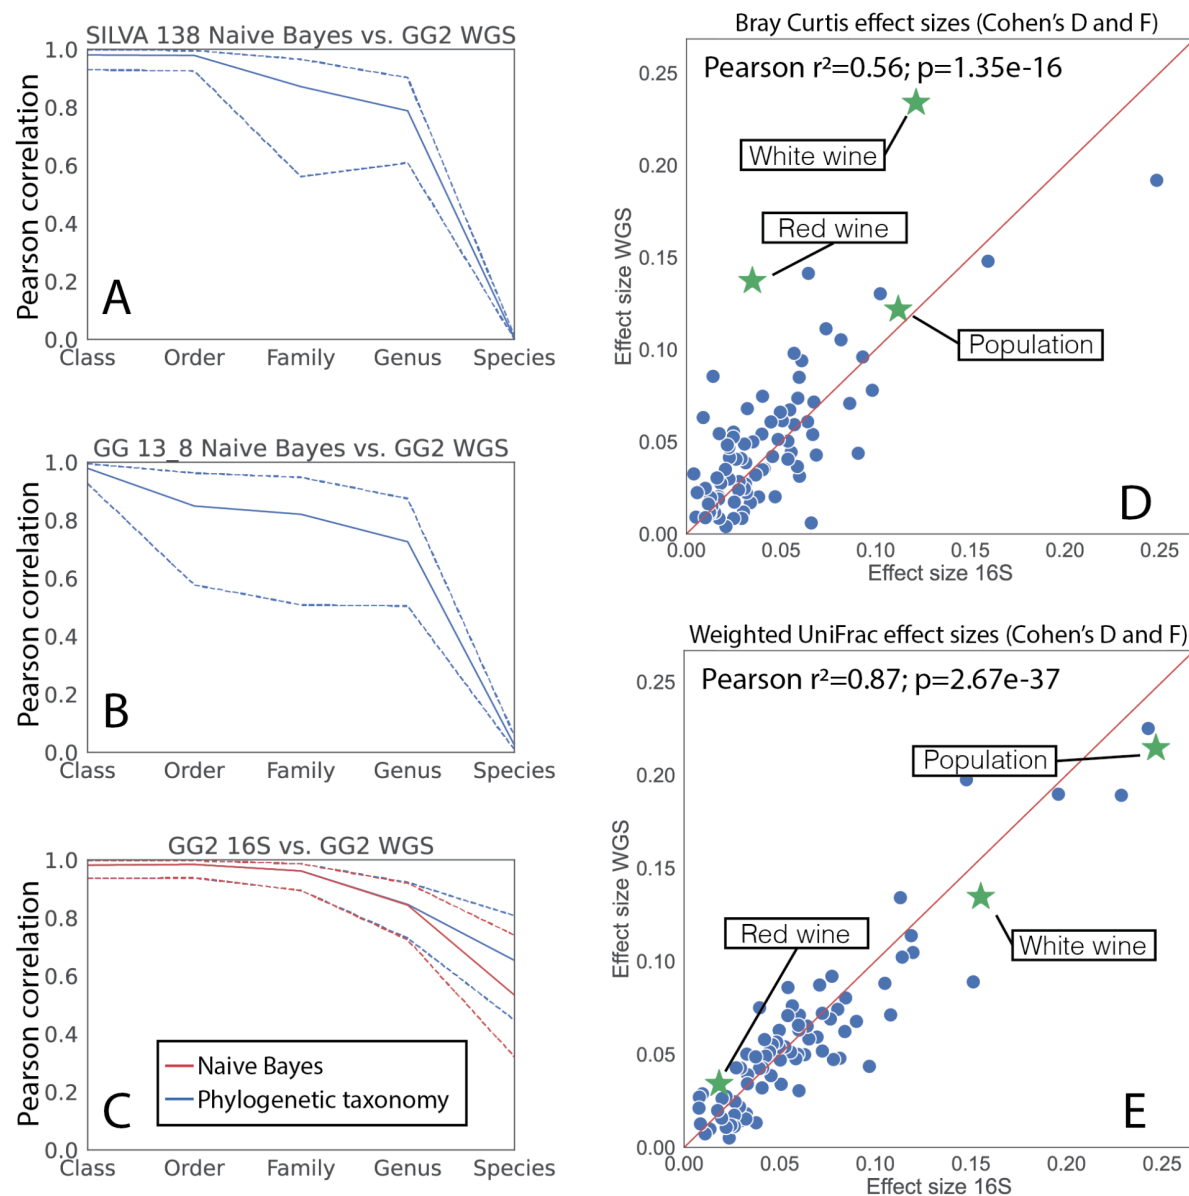 SILVA 138 Naive Bayes vs. GG2 WGS
Pearson correlation
1.0
0.8
0.6
0.4
0.2
0.0
A
Class Order Family Genus Species
GG 13_8 Naive Bayes vs. GG2 WGS
Pearson correlation
1.0
0.8
0.6
0.4
0.2
0.0
B
Class Order Family Genus Species
GG2 16S vs. GG2 WGS
Pearson correlation
1.0
0.8
0.6
0.4
0.2
0.0
Naive Bayes
Phylogenetic taxonomy
C
Class Order Family Genus Species
Bray Curtis effect sizes (Cohen's D and F)
Pearson r²=0.56; p=1.35e-16
White wine
Red wine
Population
Effect size WGS
0.25
0.20
0.15
0.10
0.05
0.00
D
0.00 0.05 0.10 0.15 0.20 0.25
Effect size 16S
Weighted UniFrac effect sizes (Cohen's D and F)
Pearson r²=0.87; p=2.67e-37
Population
Red wine
White wine
Effect size WGS
0.25
0.20
0.15
0.10
0.05
0.00
E
0.00 0.05 0.10 0.15 0.20 0.25
Effect size 16S